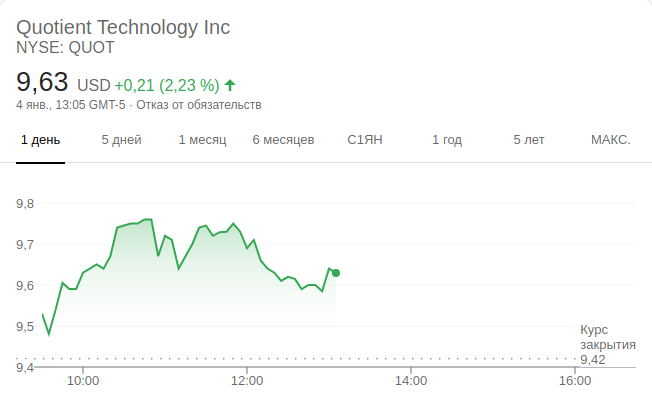 Quotient Technology Inc
NYSE: QUOT
9,63 USD +0,21 (2,23 %)
4 янв., 13:05 GMT-5 · Отказ от обязательств
1 день 5 дней 1 месяц 6 месяцев С1ЯН 1 год 5 лет МАКС.
9,8
9,7
9,6
9,5
9,4
Курс
закрытия
9,42
10:00 12:00 14:00 16:00